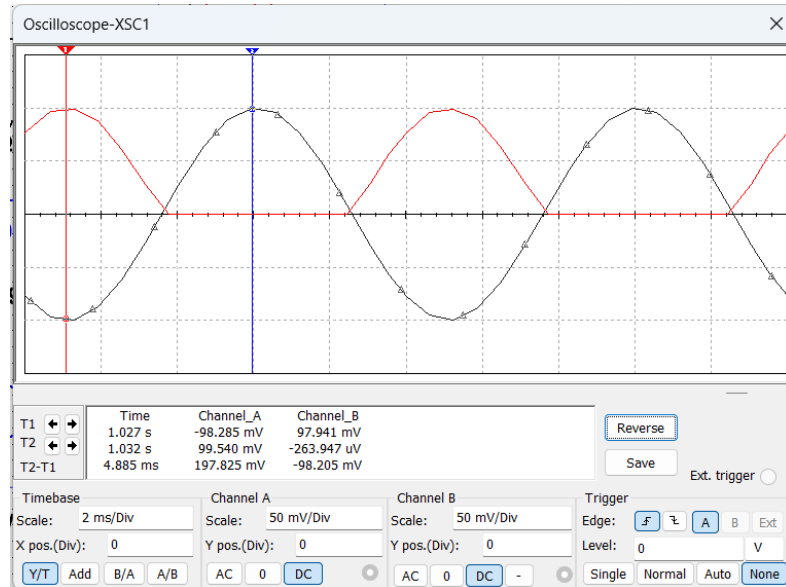 Oscilloscope-XSC1
1
2
Time Channel_A Channel_B
T1 1.027 s -98.285 mV 97.941 mV
T2 1.032 s 99.540 mV -263.947 uV
T2-T1 4.885 ms 197.825 mV -98.205 mV
Reverse
Save
Ext. trigger
Timebase
Scale: 2 ms/Div
X pos.(Div): 0
Y/T Add B/A A/B
Channel A
Scale: 50 mV/Div
Y pos.(Div): 0
AC 0 DC
Channel B
Scale: 50 mV/Div
Y pos.(Div): 0
AC 0 DC -
Trigger
Edge: A B Ext
Level: 0 V
Single Normal Auto None